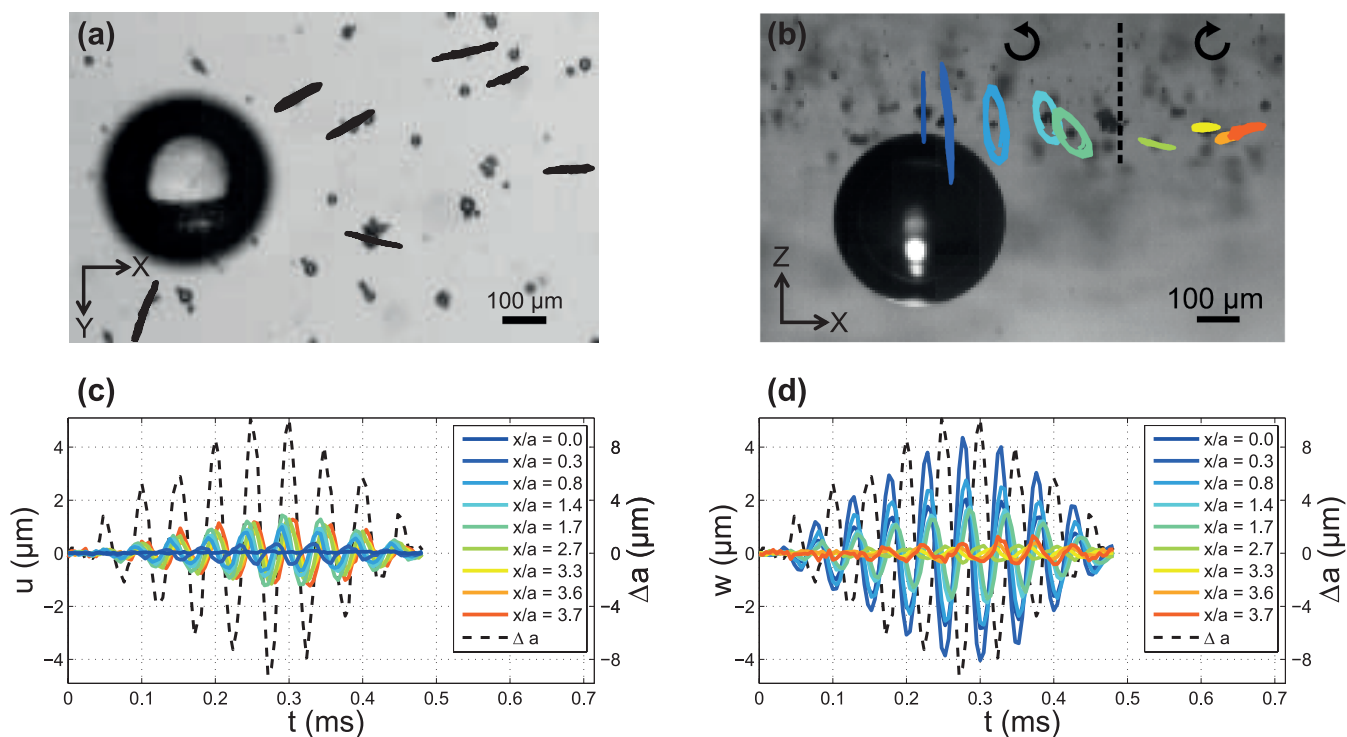 (a)
X
Y
100 µm
(b)
Z
X
100 µm
(c)
u (µm)
4
2
0
−2
−4
0
0.1
0.2
0.3
0.4
0.5
0.6
0.7
t (ms)
8
4
0
−4
−8
Δa (µm)
x/a = 0.0
x/a = 0.3
x/a = 0.8
x/a = 1.4
x/a = 1.7
x/a = 2.7
x/a = 3.3
x/a = 3.6
x/a = 3.7
Δ a
(d)
w (µm)
4
2
0
−2
−4
0
0.1
0.2
0.3
0.4
0.5
0.6
0.7
t (ms)
8
4
0
−4
−8
Δa (µm)
x/a = 0.0
x/a = 0.3
x/a = 0.8
x/a = 1.4
x/a = 1.7
x/a = 2.7
x/a = 3.3
x/a = 3.6
x/a = 3.7
Δ a